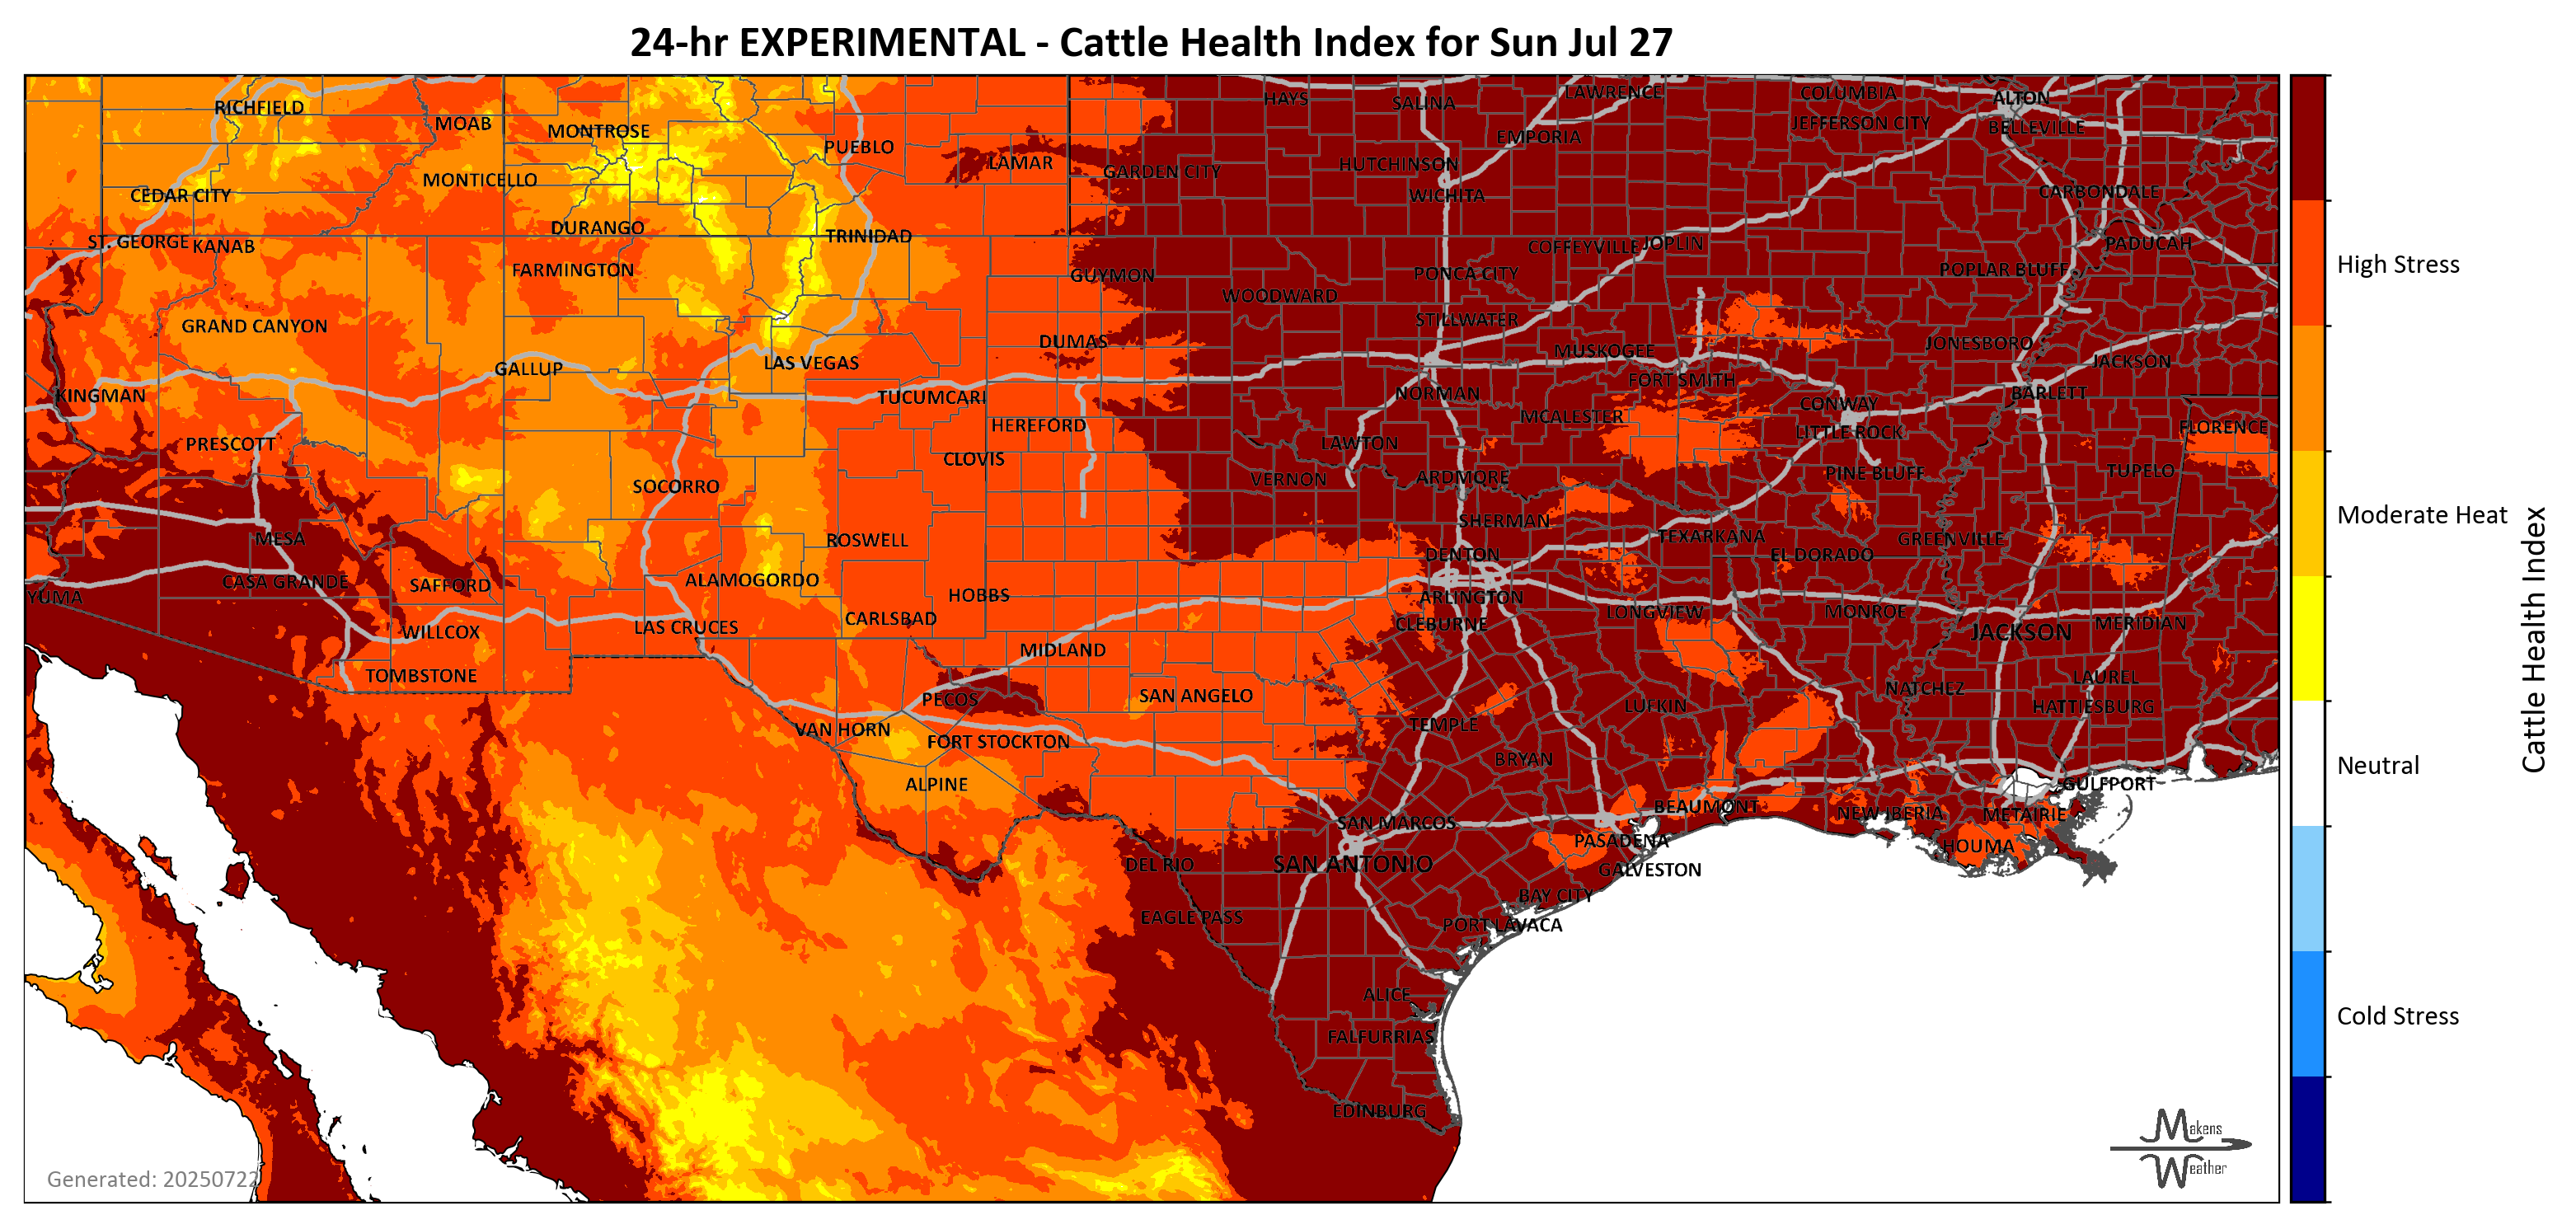 24-hr EXPERIMENTAL - Cattle Health Index for Sun Jul 27
RICHFIELD
MOAB
MONTROSE
PUEBLO
LAMAR
GARDEN CITY
HAYS
SALINA
LAWRENCE
EMPORIA
HUTCHINSON
WICHITA
COLUMBIA
JEFFERSON CITY
ALTON
BELLEVILLE
CARBONDALE
CEDAR CITY
MONTICELLO
ST. GEORGE
KANAB
DURANGO
TRINIDAD
FARMINGTON
GUYMON
WOODWARD
PONCA CITY
COFFEYVILLE
JOPLIN
POPLAR BLUFF
PADUCAH
High Stress
GRAND CANYON
GALLUP
LAS VEGAS
DUMAS
STILLWATER
MUSKOGEE
FORT SMITH
JONESBORO
JACKSON
BARLETT
KINGMAN
PRESCOTT
TUCUMCARI
HEREFORD
CLOVIS
NORMAN
MCALESTER
LAWTON
CONWAY
LITTLE ROCK
FLORENCE
SOCORRO
VERNON
ARDMORE
PINE BLUFF
TUPELO
MESA
ROSWELL
SHERMAN
DENTON
TEXARKANA
EL DORADO
GREENVILLE
Moderate Heat
YUMA
CASA GRANDE
SAFFORD
ALAMOGORDO
HOBBS
ARLINGTON
LONGVIEW
MONROE
WILLCOX
LAS CRUCES
CARLSBAD
CLEBURNE
JACKSON
MERIDIAN
TOMBSTONE
MIDLAND
PECOS
SAN ANGELO
LAUREL
NATCHEZ
HATTIESBURG
LUFKIN
TEMPLE
VAN HORN
FORT STOCKTON
BRYAN
ALPINE
GULFPORT
Neutral
Cattle Health Index
BEAUMONT
NEW IBERIA
METAIRIE
SAN MARCOS
PASADENA
HOUMA
DEL RIO
SAN ANTONIO
GALVESTON
BAY CITY
EAGLE PASS
PORT LAVACA
ALICE
FALFURRIAS
Cold Stress
EDINBURG
Makens
Weather
Generated: 20250722